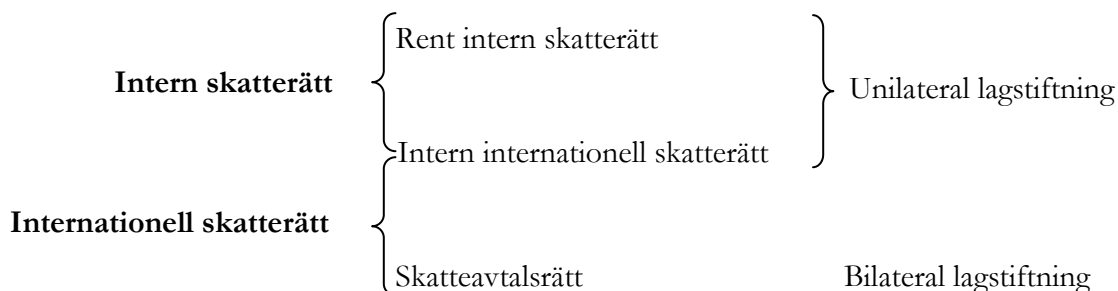 Rent intern skatterätt
Intern skatterätt
Unilateral lagstiftning
Intern internationell skatterätt
Internationell skatterätt
Skatteavtalsrätt Bilateral lagstiftning